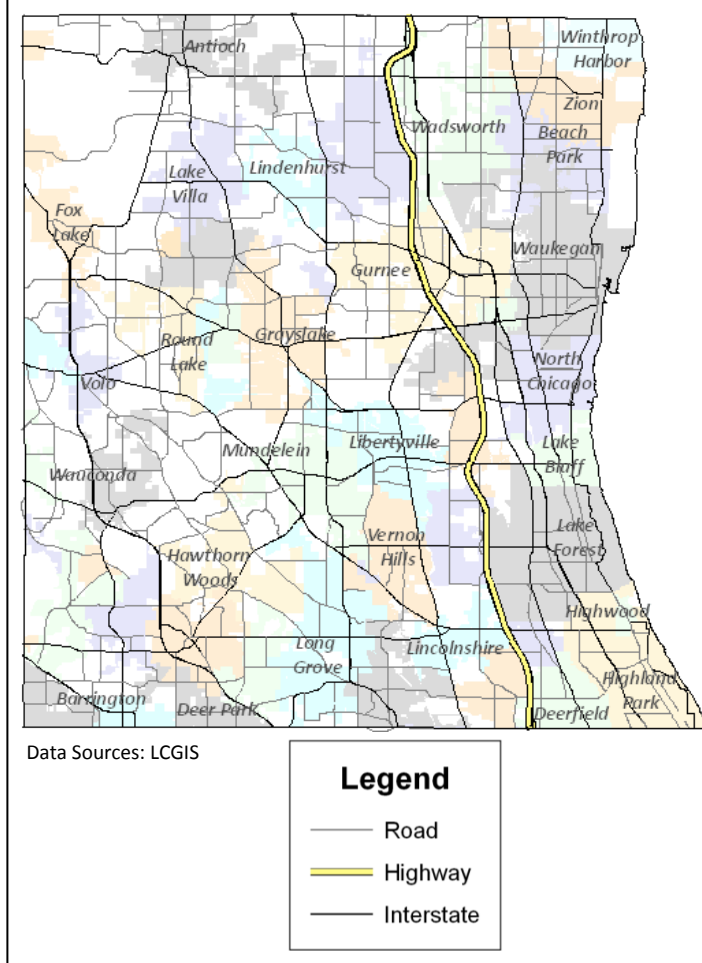 Antioch
Winthrop
Harbor
Zion
Wadsworth
Beach
Park
Lindenhurst
Lake
Villa
Fox
Lake
Waukegan
Gurnee
Round
Lake
Grayslake
North
Chicago
Volo
Libertyville
Mundelein
Lake
Bluff
Wauconda
Vernon
Hills
Lake
Forest
Hawthorn
Woods
Highwood
Long
Grove
Lincolnshire
Highland
Park
Barrington
Deer Park
Deerfield
Data Sources: LCGIS
Legend
Road
Highway
Interstate